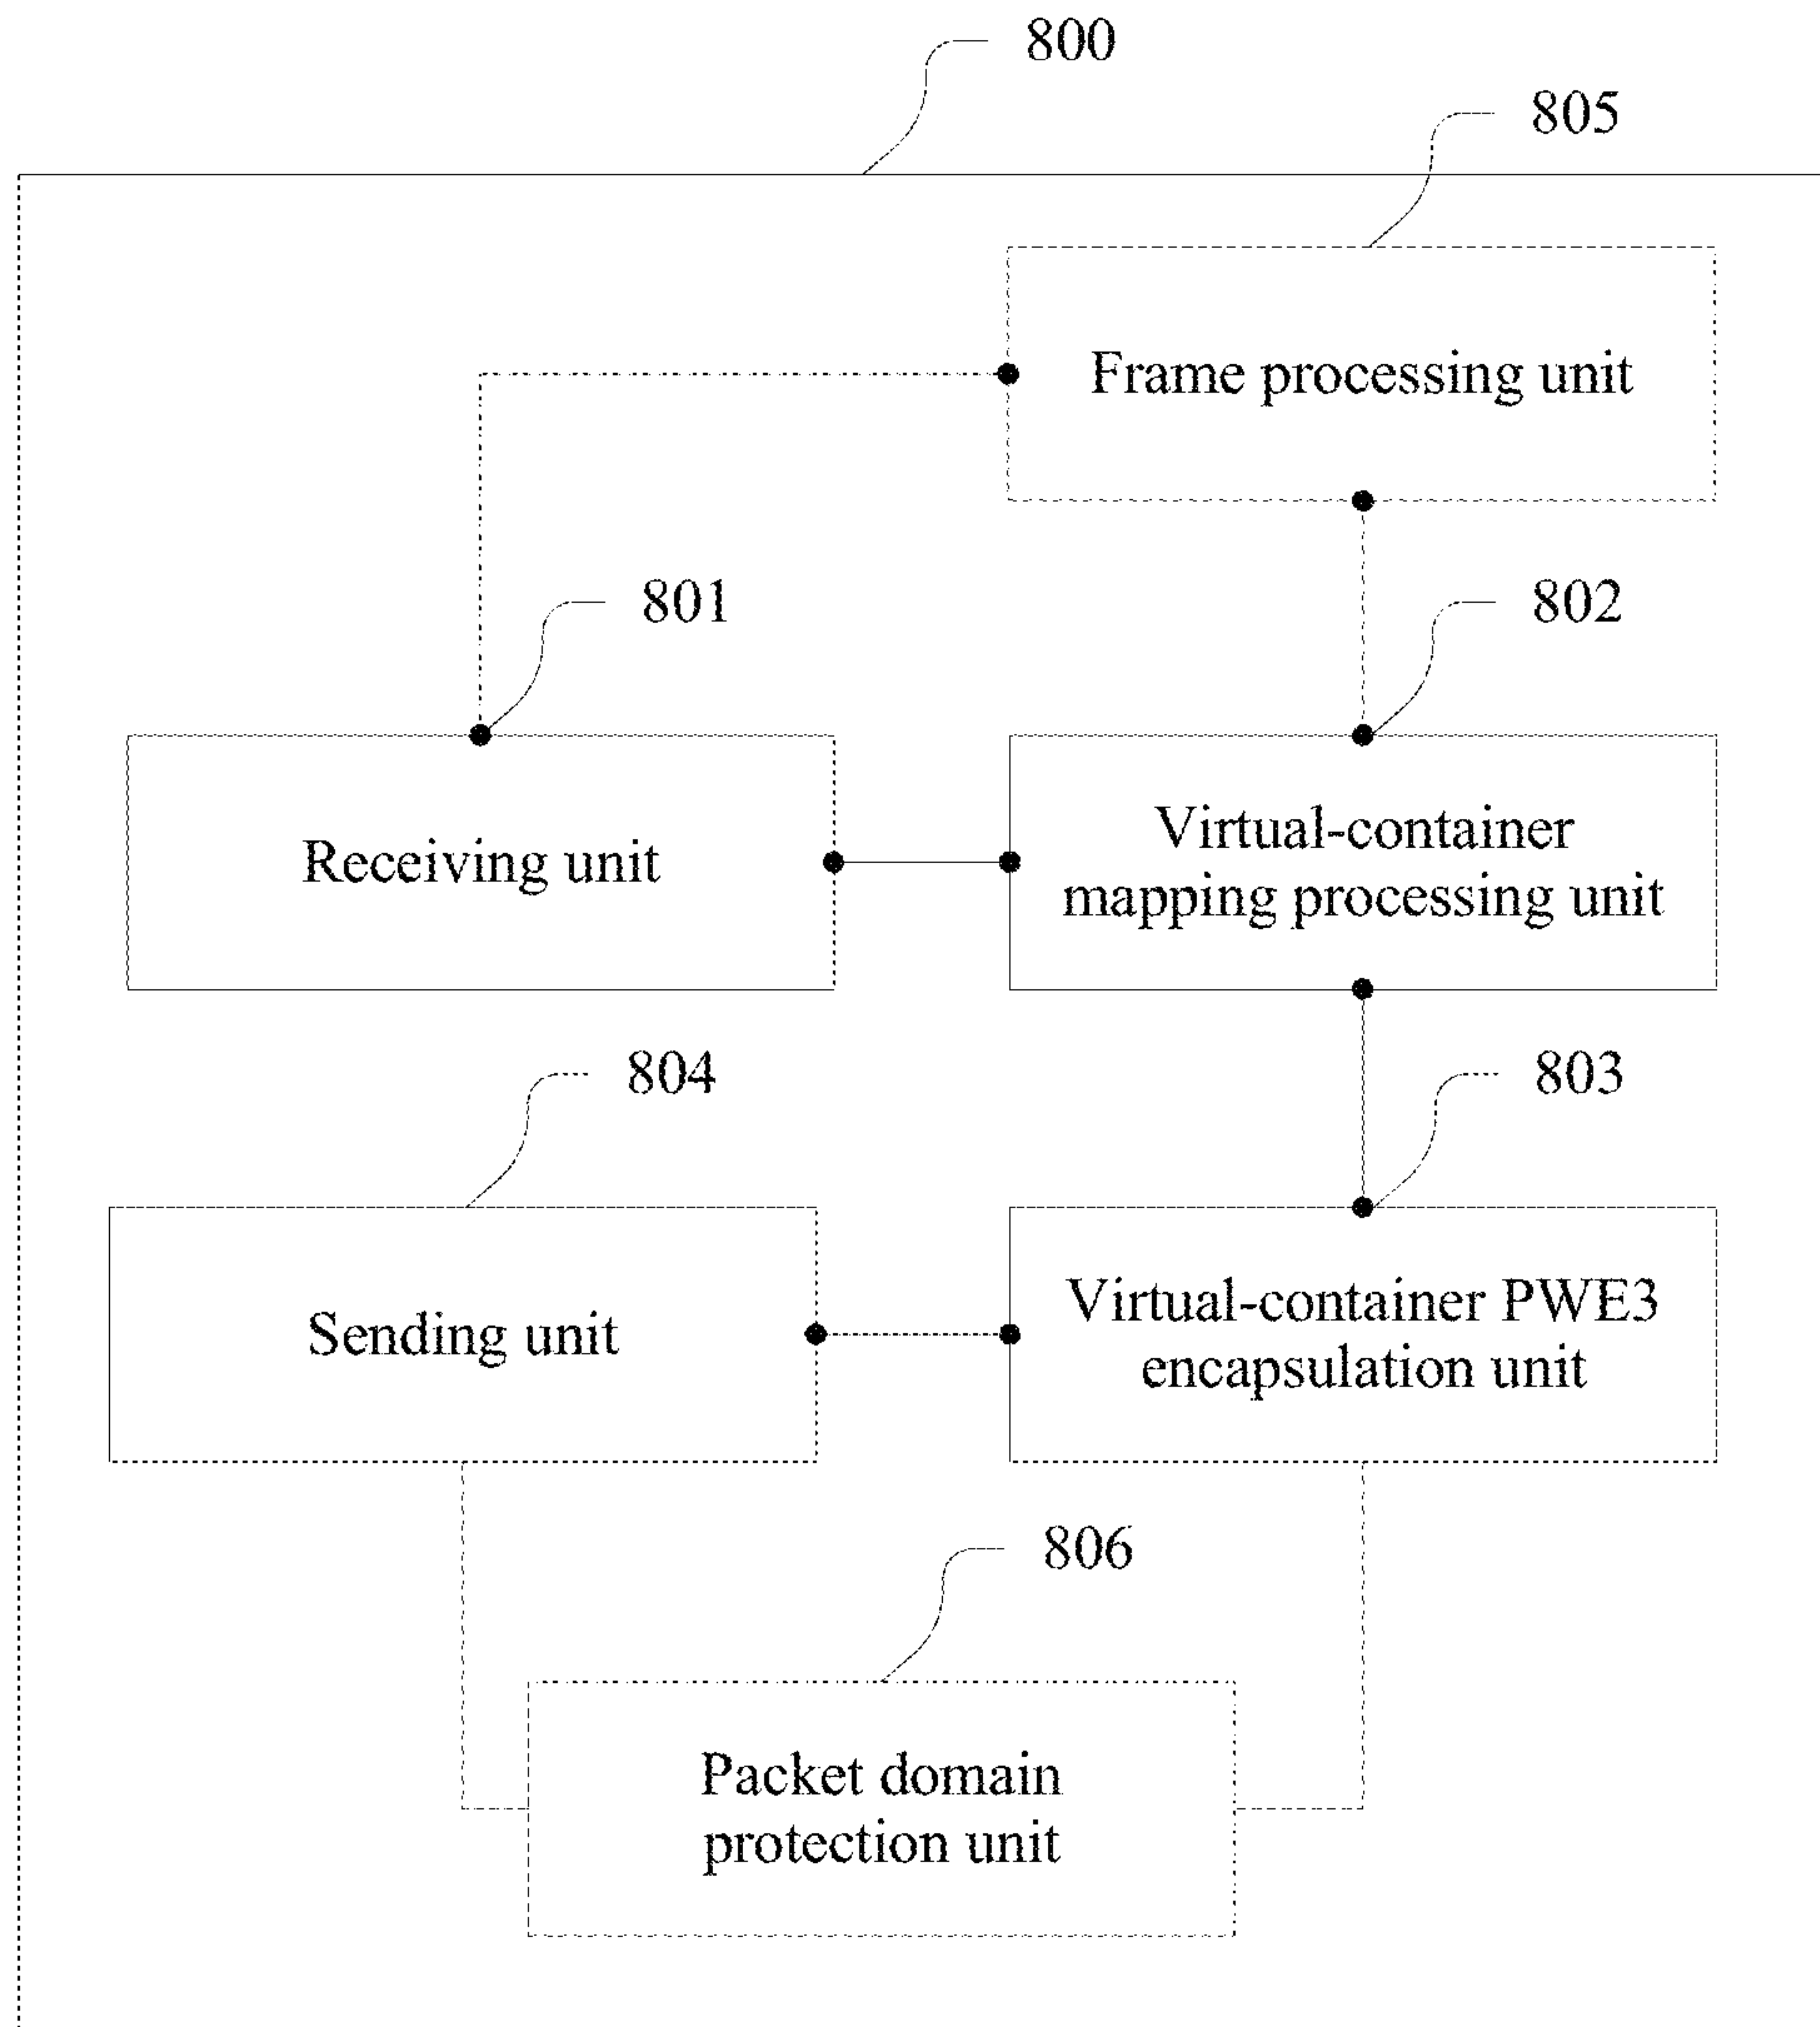 800
805
Frame processing unit
801
802
Receiving unit
Virtual-container
mapping processing unit
804
803
Sending unit
Virtual-container PWE3
encapsulation unit
806
Packet domain
protection unit